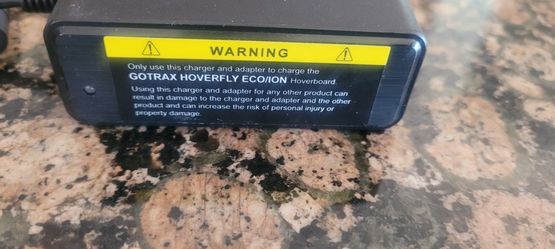 WARNING
Only use this charger and adapter to charge the
GOTRAX HOVERFLY ECO/ION Hoverboard.
Using this charger and adapter for any other product can
result in damage to the charger and adapter and the other
product and can increase the risk of personal injury or
property damage.